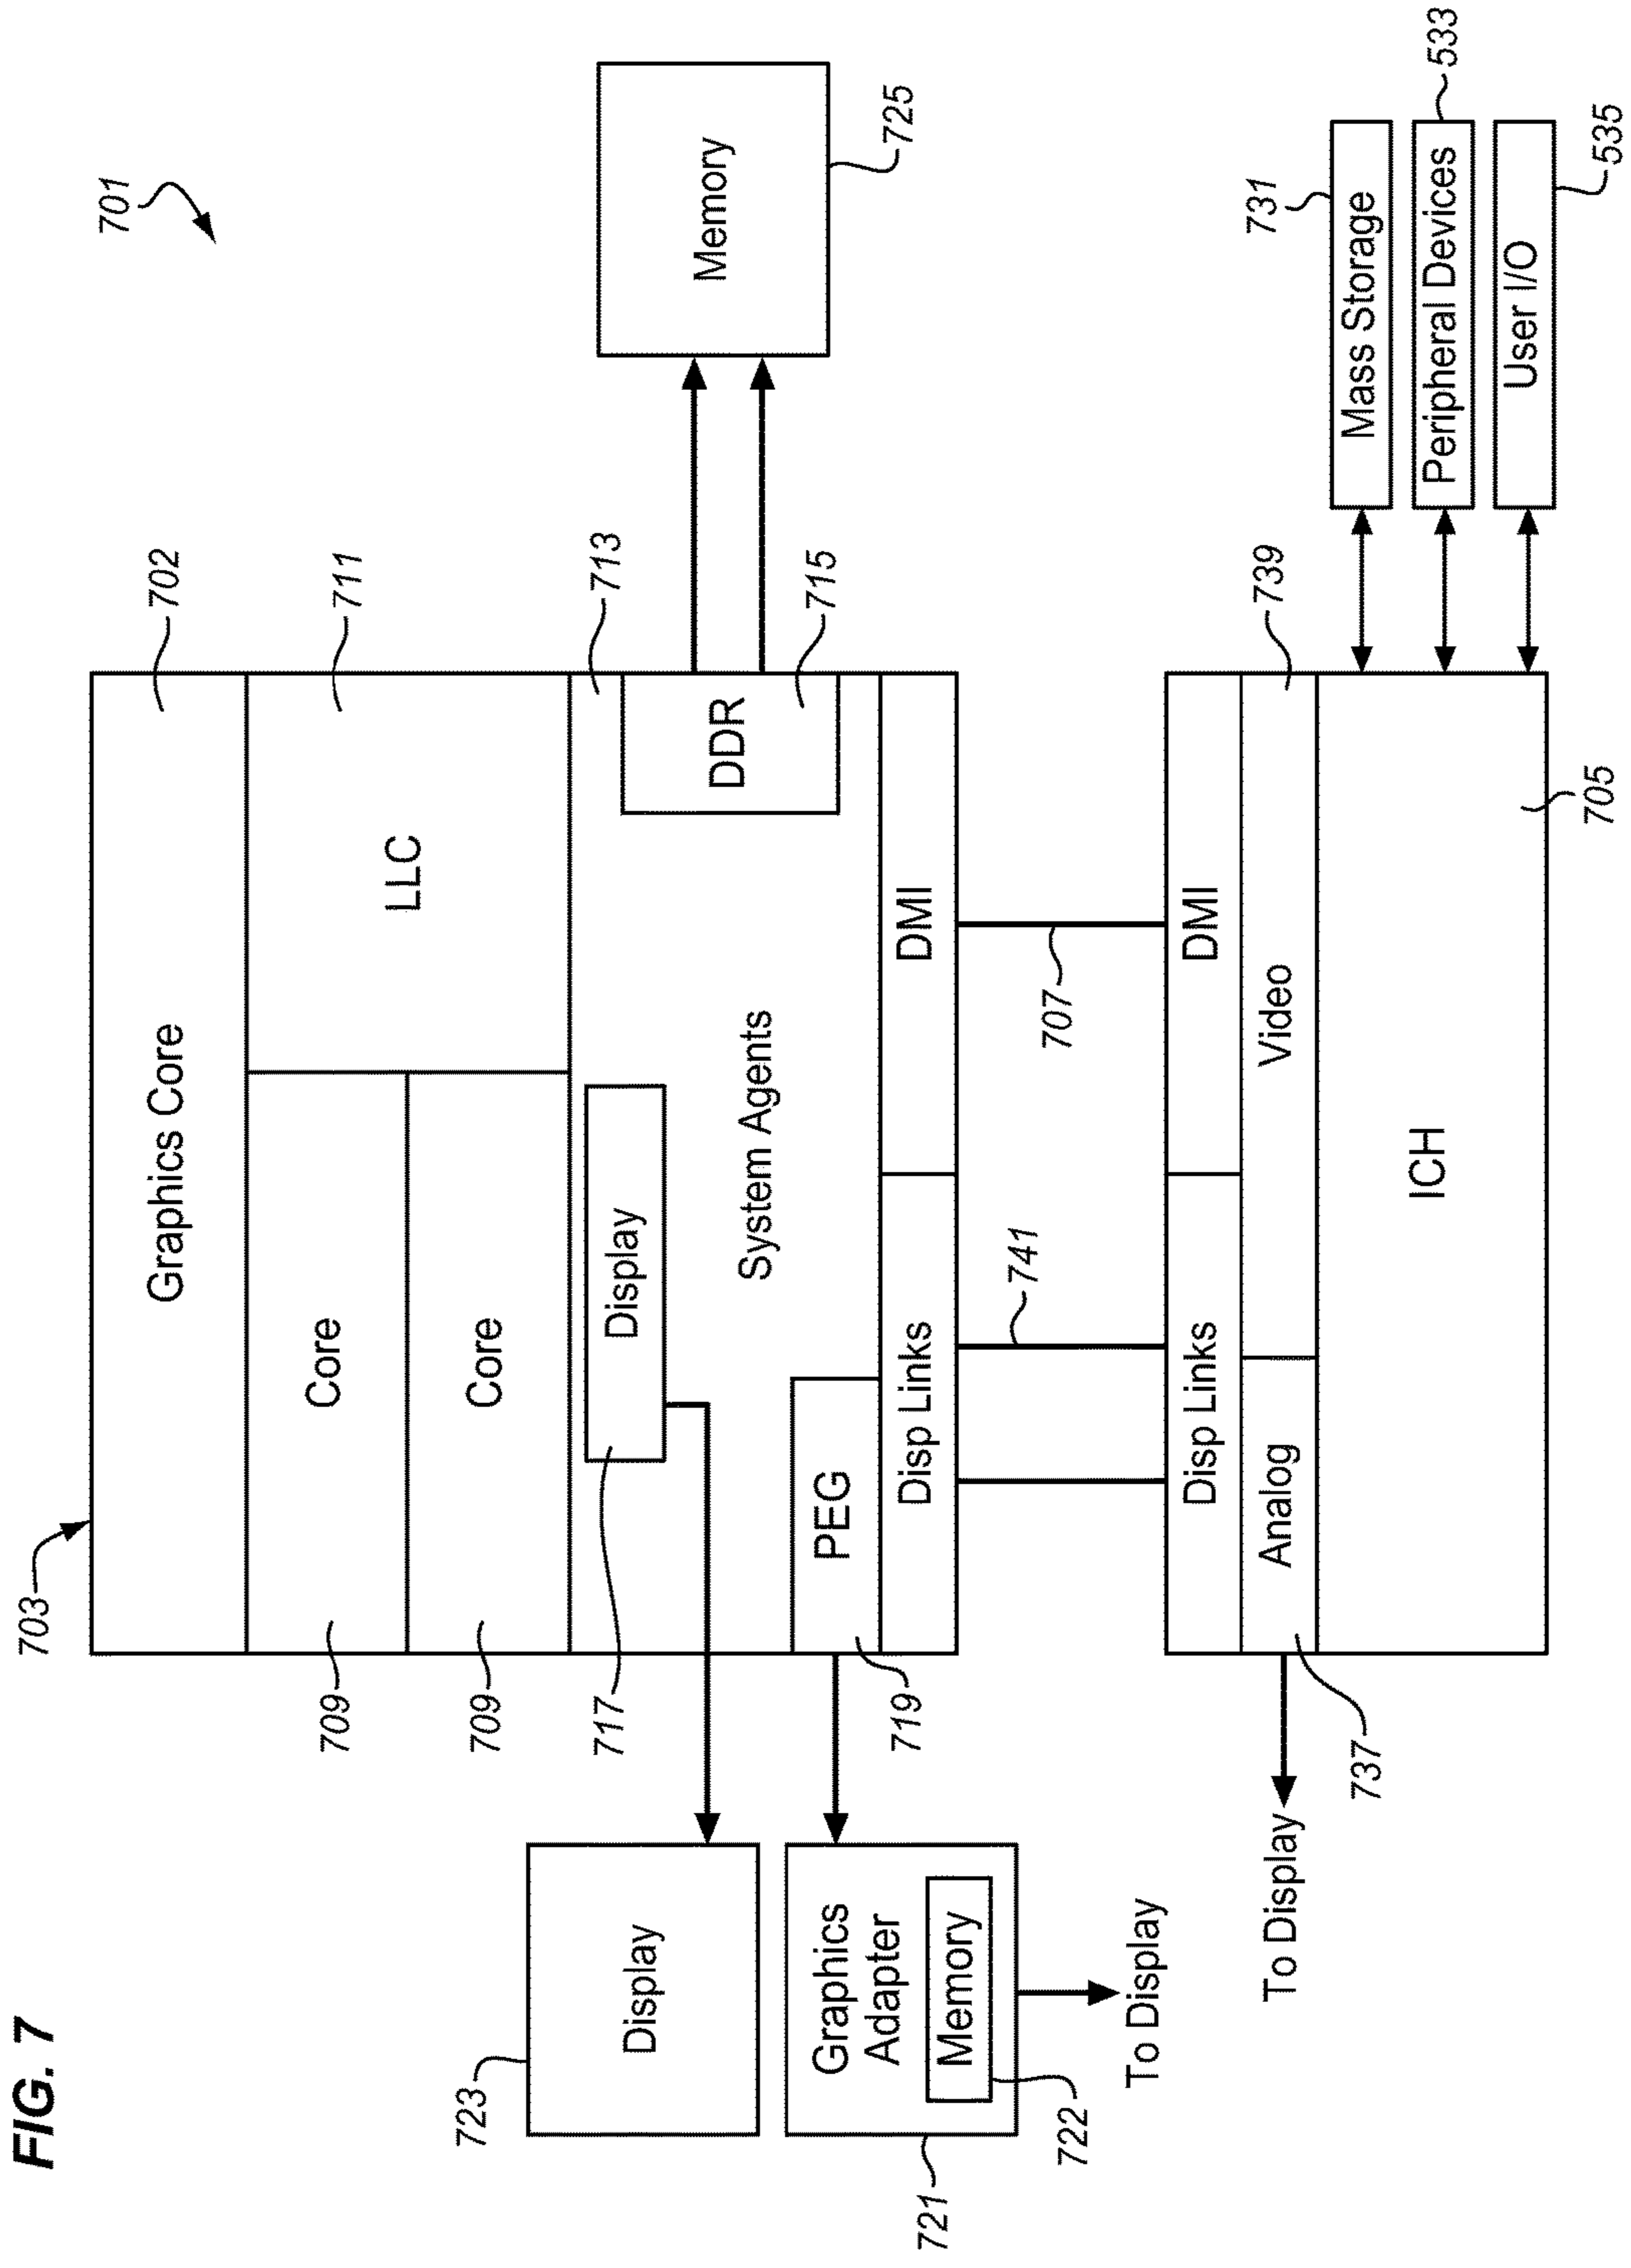 FIG. 7
701
703
Graphics Core
702
709
Core
LLC
711
709
Core
713
717
Display
System Agents
DDR
715
Memory
725
723
Display
719
PEG
721
Graphics
Adapter
Memory
722
To Display
Disp Links
DMI
741
707
Disp Links
DMI
739
Analog
Video
737
To Display
ICH
705
731
Mass Storage
Peripheral Devices
533
User I/O
535